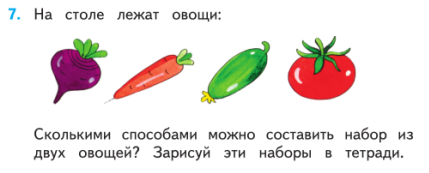 7. На столе лежат овощи:
Сколькими способами можно составить набор из
двух овощей? Зарисуй эти наборы в тетради.